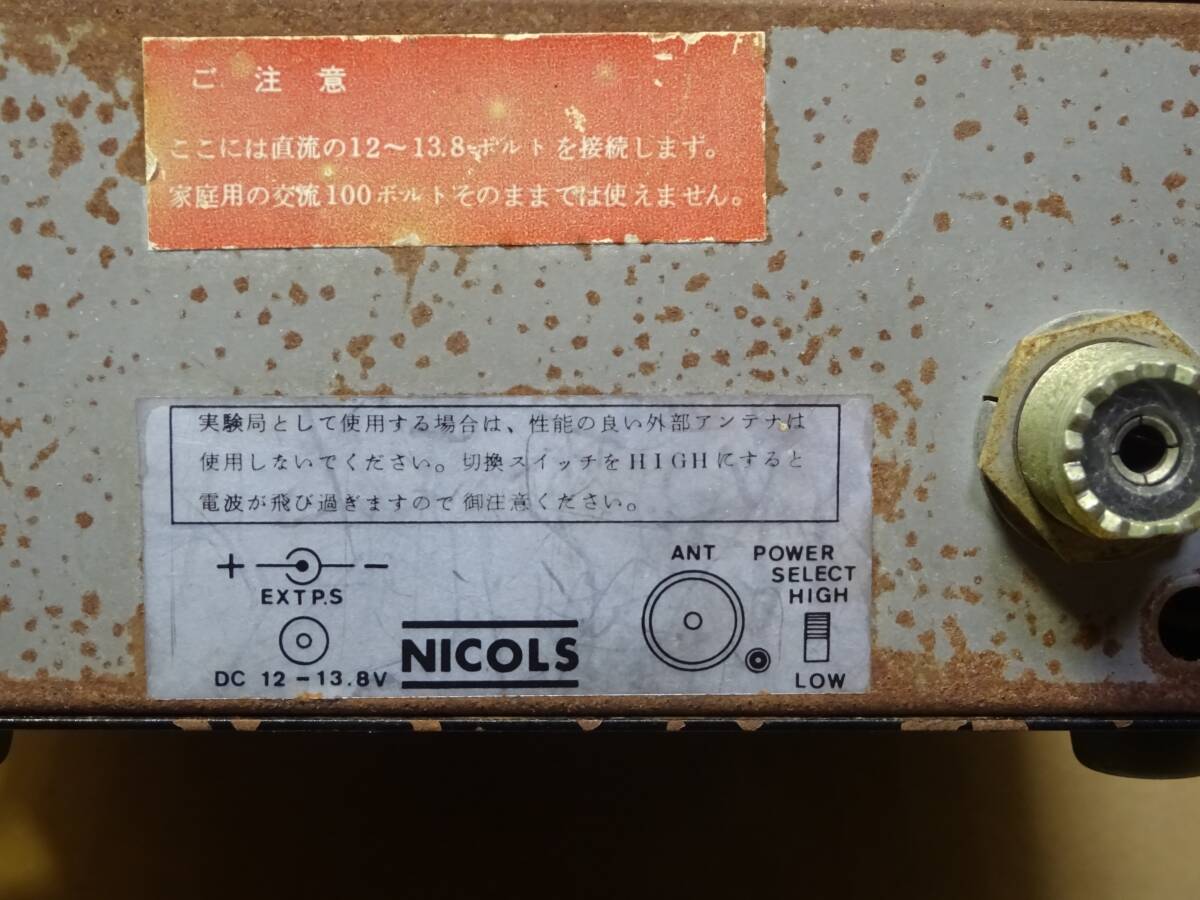 ご注意
ここには直流の12〜13.8ボルトを接続します。
家庭用の交流100ボルトそのままでは使えません。
実験局として使用する場合は、性能の良い外部アンテナは
使用しないでください。切換スイッチをHIGHにすると
電波が飛び過ぎますので御注意ください。
+ −
EXT P.S
DC 12 − 13.8V
NICOLS
ANT
POWER
SELECT
HIGH
LOW